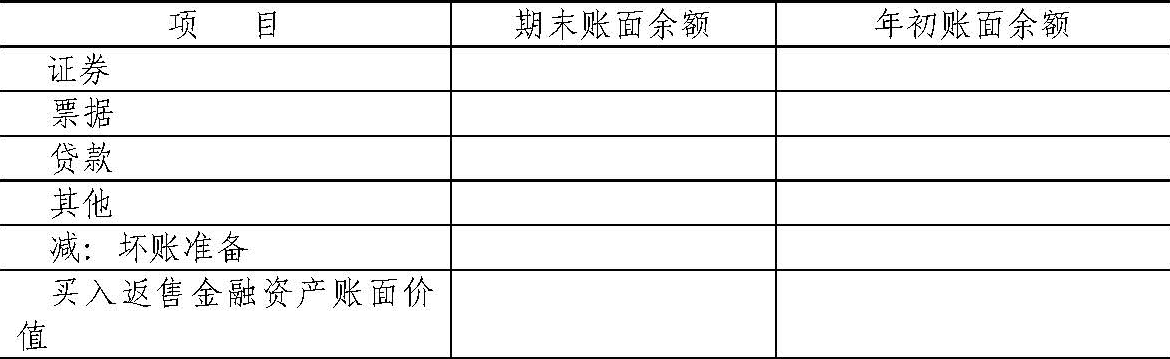 项 目 期末账面余额 年初账面余额
证券
票据
贷款
其他
减：坏账准备
买入返售金融资产账面价
值